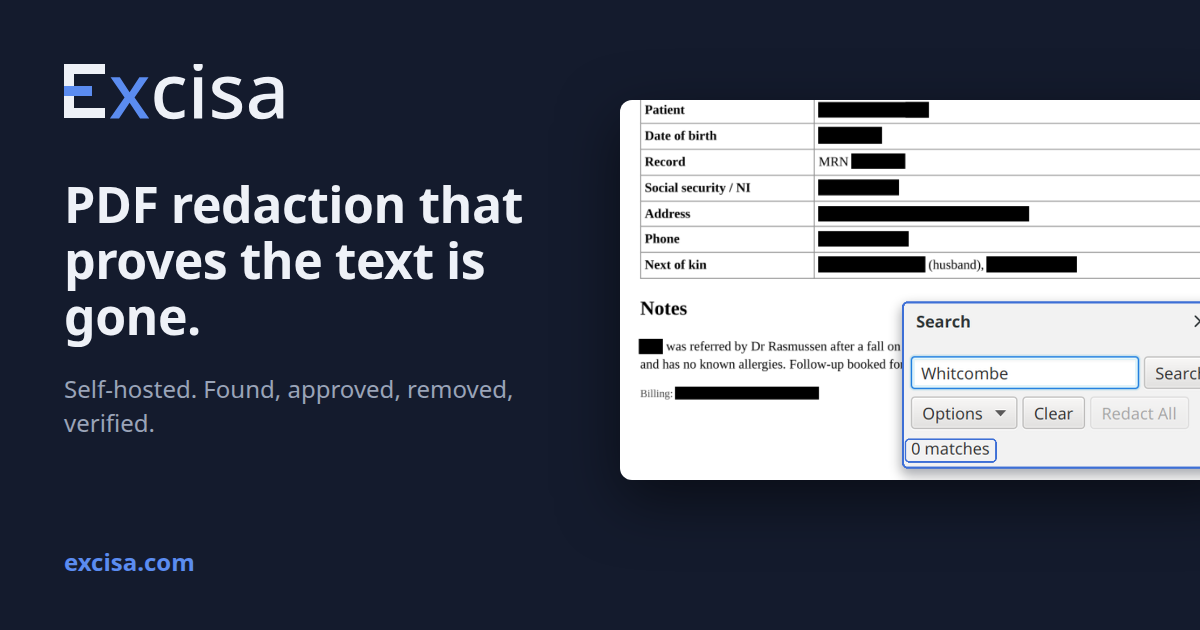 Excisa
PDF redaction that
proves the text is
gone.
Self-hosted. Found, approved, removed,
verified.
excisa.com
Patient
Date of birth
Record MRN
Social security / NI
Address
Phone
Next of kin (husband),
Notes
was referred by Dr Rasmussen after a fall on
and has no known allergies. Follow-up booked for
Billing:
Search
Whitcombe
Search
Options Clear Redact All
0 matches